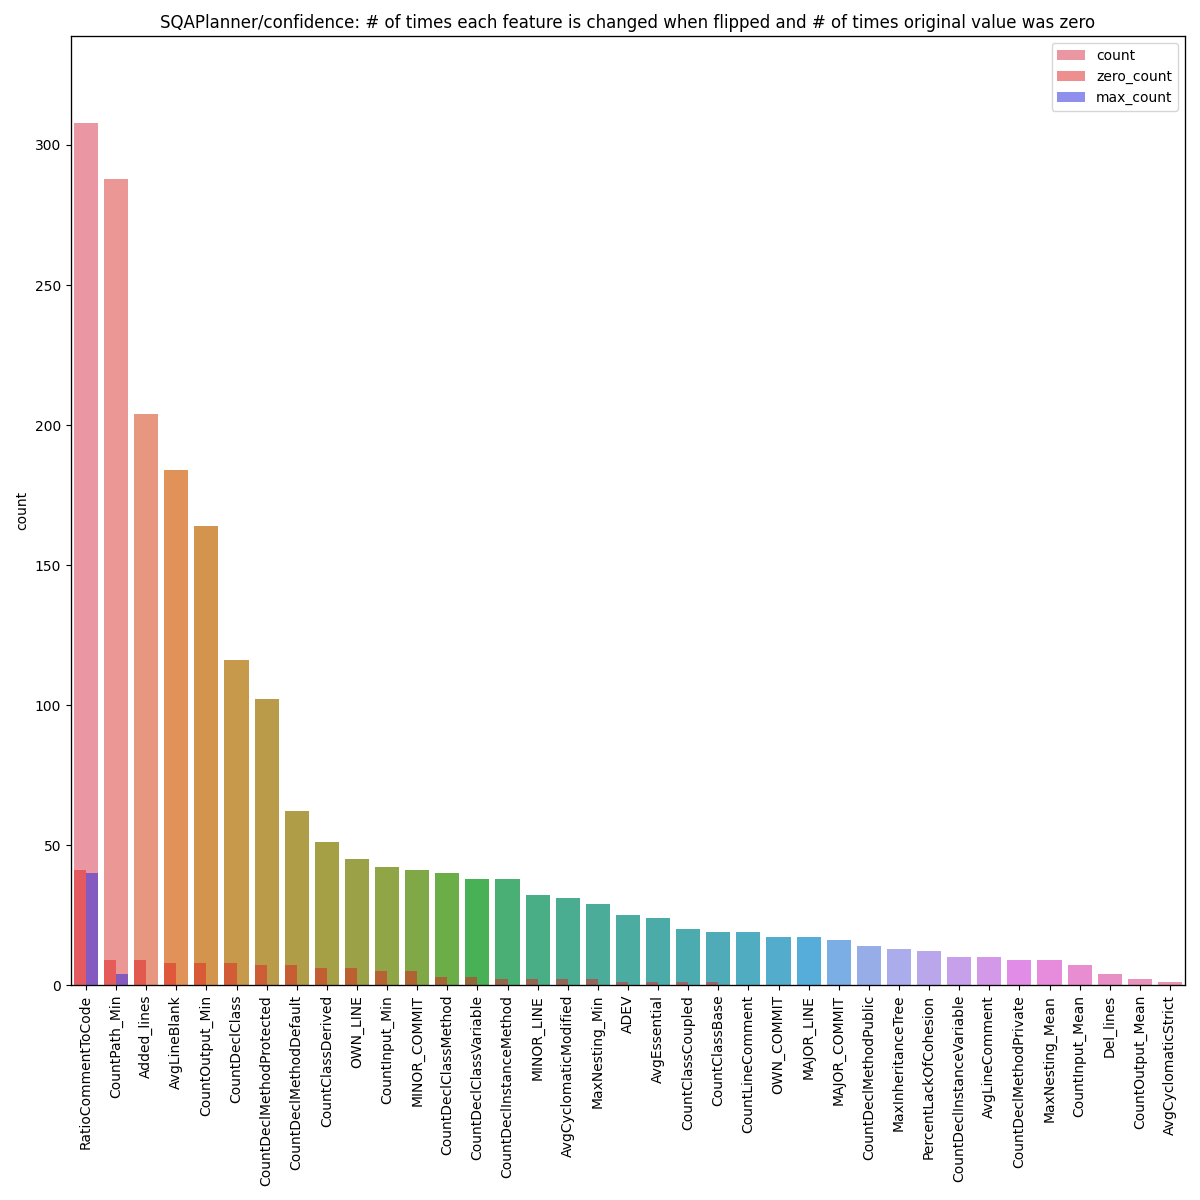 SQAPlanner/confidence: # of times each feature is changed when flipped and # of times original value was zero
count
zero_count
max_count
300
250
200
150
100
50
0
count
RatioCommentToCode
CountPath_Min
Added_lines
AvgLineBlank
CountOutput_Min
CountDeclClass
CountDeclMethodProtected
CountDeclMethodDefault
CountClassDerived
OWN_LINE
CountInput_Min
MINOR_COMMIT
CountDeclClassMethod
CountDeclClassVariable
CountDeclInstanceMethod
MINOR_LINE
AvgCyclomaticModified
MaxNesting_Min
ADEV
AvgEssential
CountClassCoupled
CountClassBase
CountLineComment
OWN_COMMIT
MAJOR_LINE
MAJOR_COMMIT
CountDeclMethodPublic
MaxInheritanceTree
PercentLackOfCohesion
CountDeclInstanceVariable
AvgLineComment
CountDeclMethodPrivate
MaxNesting_Mean
CountInput_Mean
Del_lines
CountOutput_Mean
AvgCyclomaticStrict